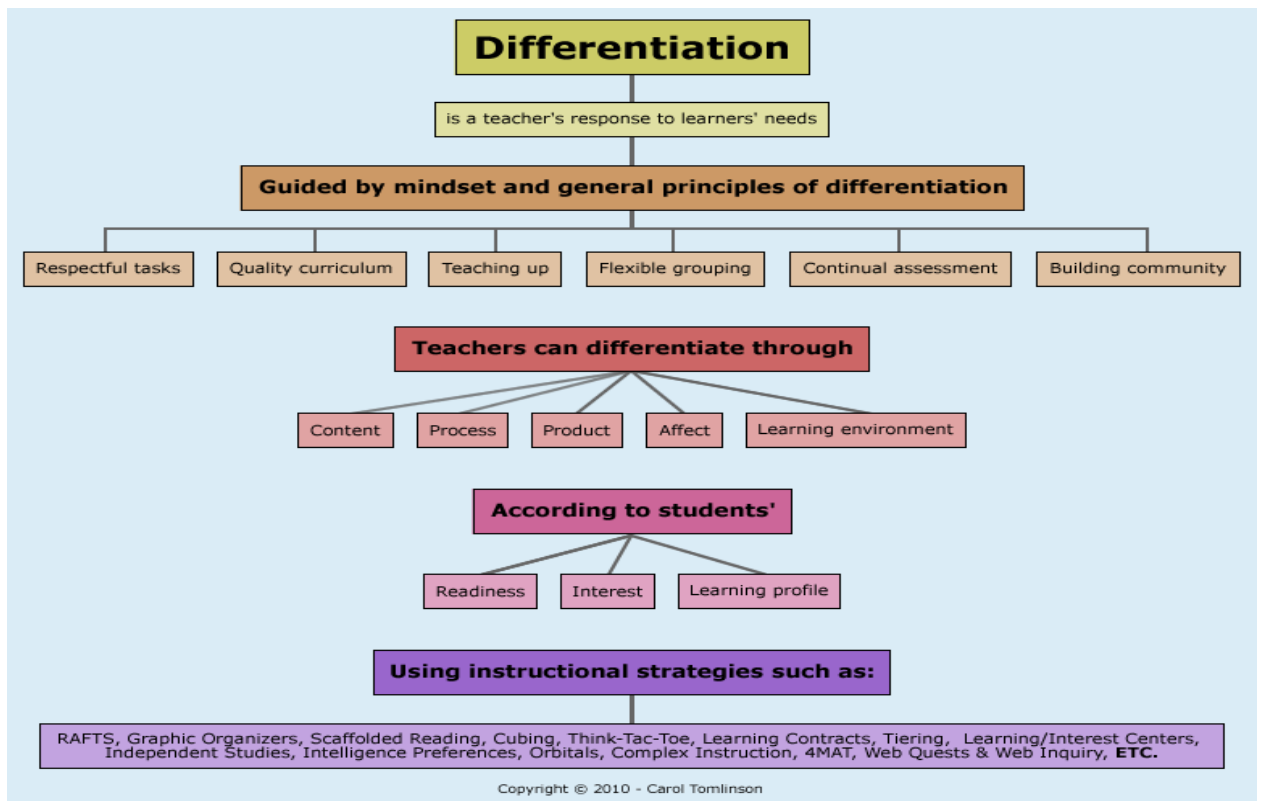 Differentiation
is a teacher's response to learners' needs
Guided by mindset and general principles of differentiation
Respectful tasks
Quality curriculum
Teaching up
Flexible grouping
Continual assessment
Building community
Teachers can differentiate through
Content
Process
Product
Affect
Learning environment
According to students'
Readiness
Interest
Learning profile
Using instructional strategies such as:
RAFTS, Graphic Organizers, Scaffolded Reading, Cubing, Think-Tac-Toe, Learning Contracts, Tiering, Learning/Interest Centers,
Independent Studies, Intelligence Preferences, Orbitals, Complex Instruction, 4MAT, Web Quests & Web Inquiry, ETC.
Copyright © 2010 - Carol Tomlinson